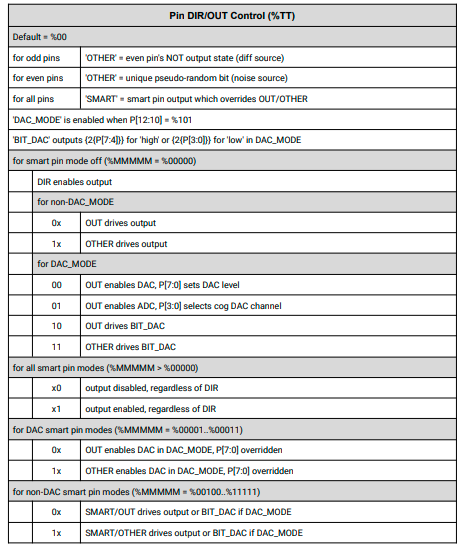 Pin DIR/OUT Control (%TT)
Default = %00
for odd pins 'OTHER' = even pin's NOT output state (diff source)
for even pins 'OTHER' = unique pseudo-random bit (noise source)
for all pins 'SMART' = smart pin output which overrides OUT/OTHER
'DAC_MODE' is enabled when P[12:10] = %101
'BIT_DAC' outputs {2{P[7:4]}} for 'high' or {2{P[3:0]}} for 'low' in DAC_MODE
for smart pin mode off (%MMMMM = %00000)
DIR enables output
for non-DAC_MODE
0x OUT drives output
1x OTHER drives output
for DAC_MODE
00 OUT enables DAC, P[7:0] sets DAC level
01 OUT enables ADC, P[3:0] selects cog DAC channel
10 OUT drives BIT_DAC
11 OTHER drives BIT_DAC
for all smart pin modes (%MMMMM > %00000)
x0 output disabled, regardless of DIR
x1 output enabled, regardless of DIR
for DAC smart pin modes (%MMMMM = %00001..%00011)
0x OUT enables DAC in DAC_MODE, P[7:0] overridden
1x OTHER enables DAC in DAC_MODE, P[7:0] overridden
for non-DAC smart pin modes (%MMMMM = %00100..%11111)
0x SMART/OUT drives output or BIT_DAC if DAC_MODE
1x SMART/OTHER drives output or BIT_DAC if DAC_MODE